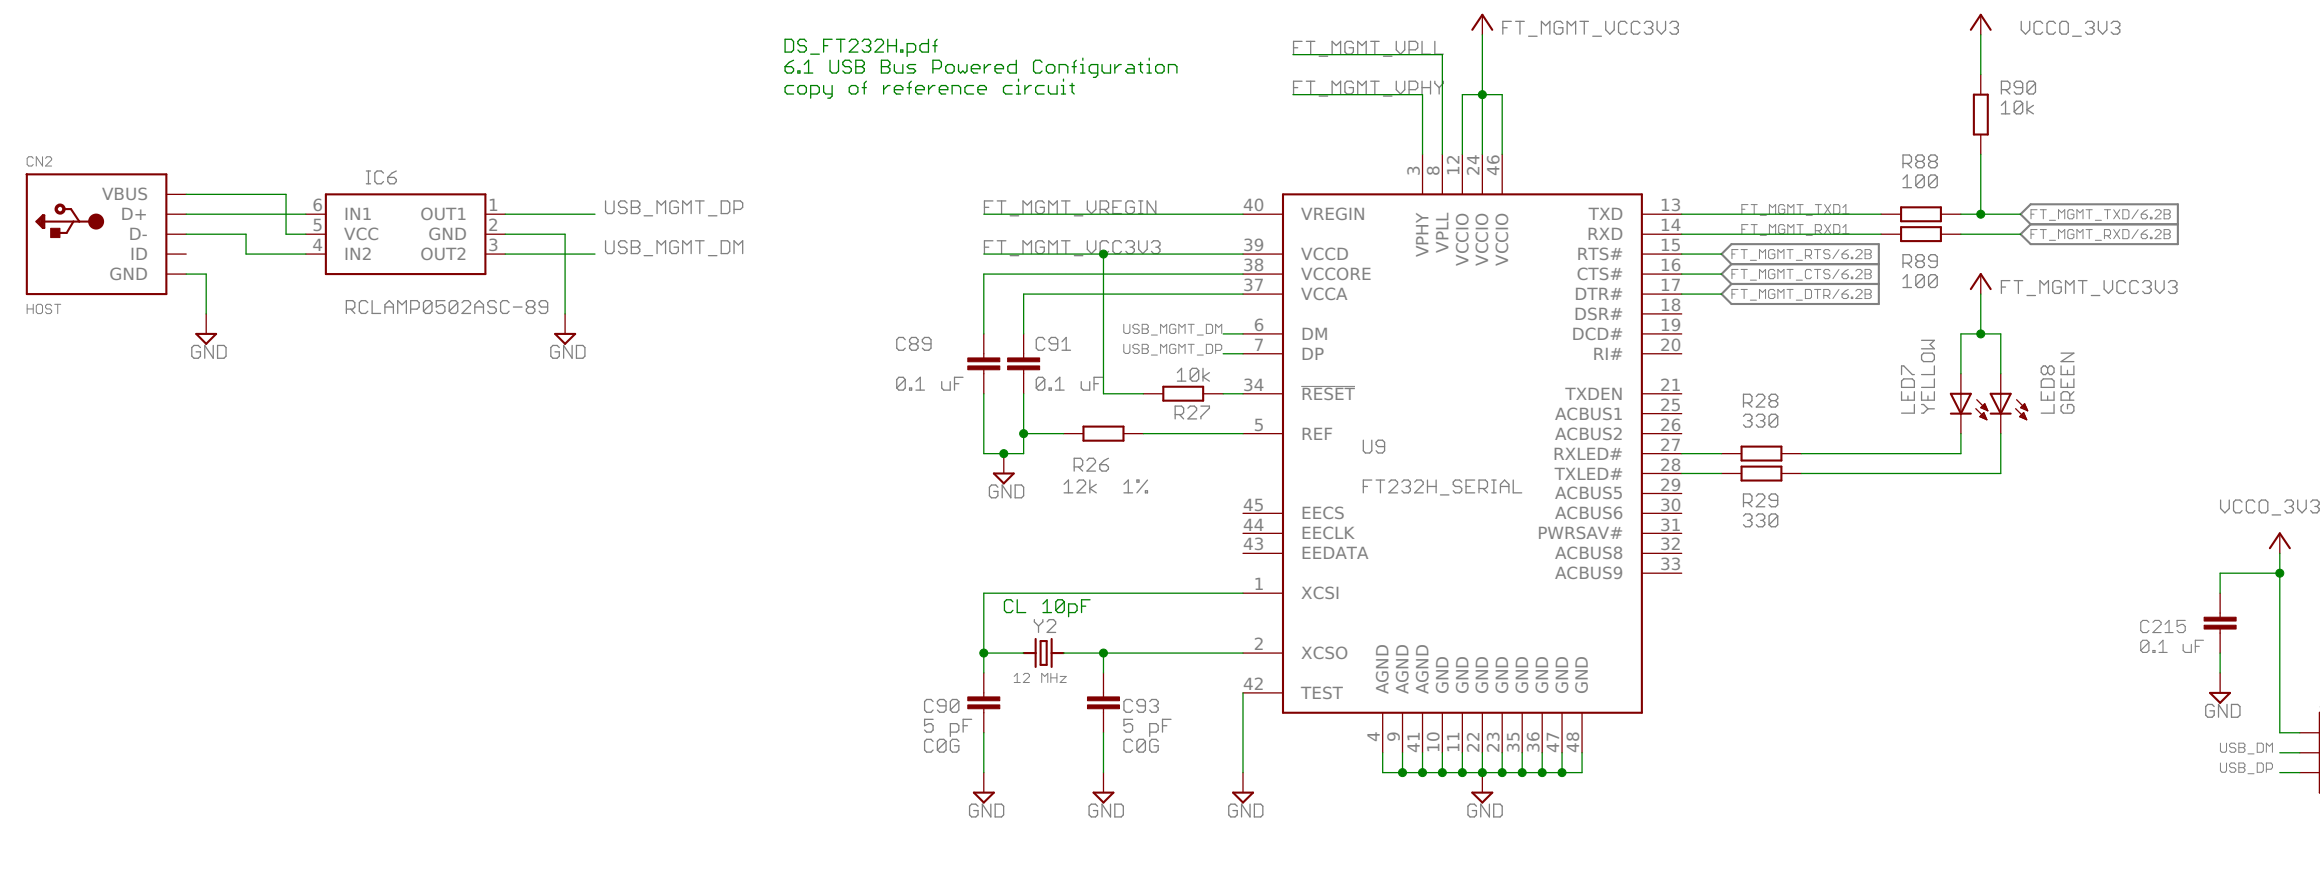 DS_FT232H.pdf
6.1 USB Bus Powered Configuration
copy of reference circuit
CN2
VBUS
D+
D-
ID
GND
HOST
GND
IC6
6 IN1 OUT1 1
5 VCC GND 2
4 IN2 OUT2 3
RCLAMP0502ASC-89
GND
USB_MGMT_DP
USB_MGMT_DM
FT_MGMT_VPLL
FT_MGMT_VPHY
FT_MGMT_VCC3V3
3 8 12 24 46
VPHY
VPLL
VCCIO
VCCIO
VCCIO
FT_MGMT_VREGIN
40 VREGIN
FT_MGMT_VCC3V3
39 VCCD
38 VCCORE
37 VCCA
USB_MGMT_DM
6 DM
USB_MGMT_DP
7 DP
10k
R27
34 RESET
5 REF
C89
0.1 uF
C91
0.1 uF
R26
12k 1%
GND
U9
FT232H_SERIAL
45 EECS
44 EECLK
43 EEDATA
1 XCSI
CL 10pF
Y2
12 MHz
2 XCSO
42 TEST
C90
5 pF
C0G
C93
5 pF
C0G
GND
GND
GND
AGND
AGND
AGND
GND
GND
GND
GND
GND
GND
GND
GND
4 9 41 10 11 22 23 35 36 47 48
GND
TXD 13
RXD 14
RTS# 15
CTS# 16
DTR# 17
DSR# 18
DCD# 19
RI# 20
TXDEN 21
ACBUS1 25
ACBUS2 26
RXLED# 27
TXLED# 28
ACBUS5 29
ACBUS6 30
PWRSAV# 31
ACBUS8 32
ACBUS9 33
FT_MGMT_TXD1
FT_MGMT_RXD1
R88
100
R89
100
VCCO_3V3
R90
10k
FT_MGMT_TXD/6.2B
FT_MGMT_RXD/6.2B
FT_MGMT_RTS/6.2B
FT_MGMT_CTS/6.2B
FT_MGMT_DTR/6.2B
FT_MGMT_VCC3V3
LED7
YELLOW
LED8
GREEN
R28
330
R29
330
VCCO_3V3
C215
0.1 uF
GND
USB_DM
USB_DP